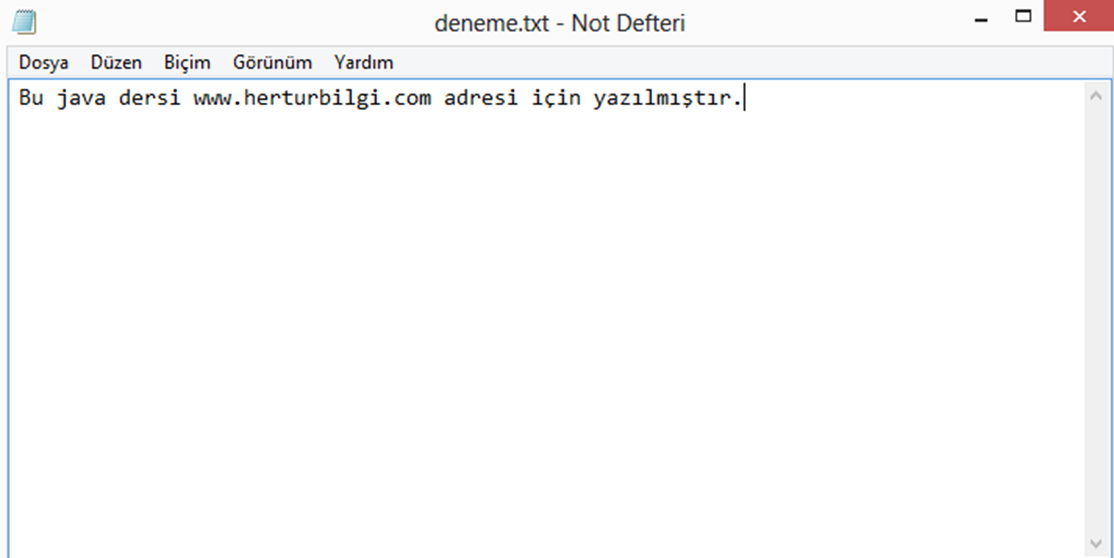 deneme.txt - Not Defteri
Dosya Düzen Biçim Görünüm Yardım
Bu java dersi www.herturbilgi.com adresi için yazılmıştır.